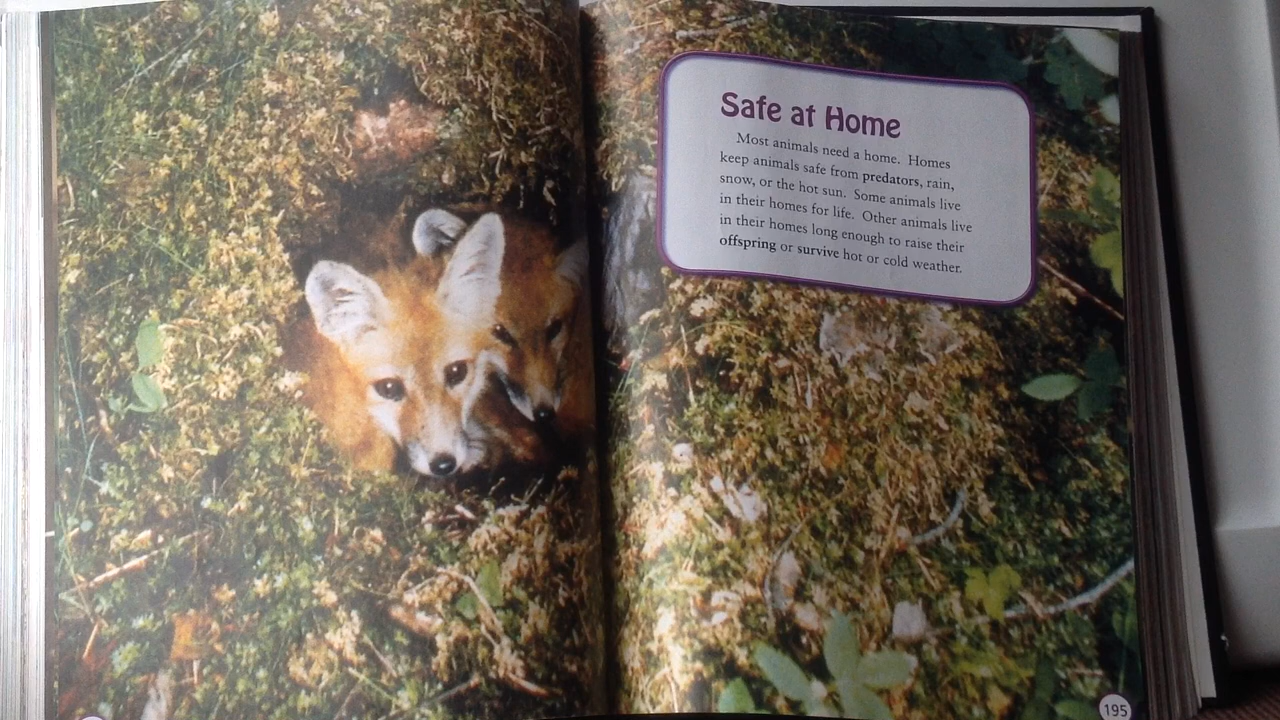 Safe at Home
Most animals need a home. Homes
keep animals safe from predators, rain,
snow, or the hot sun. Some animals live
in their homes for life. Other animals live
in their homes long enough to raise their
offspring or survive hot or cold weather.
195